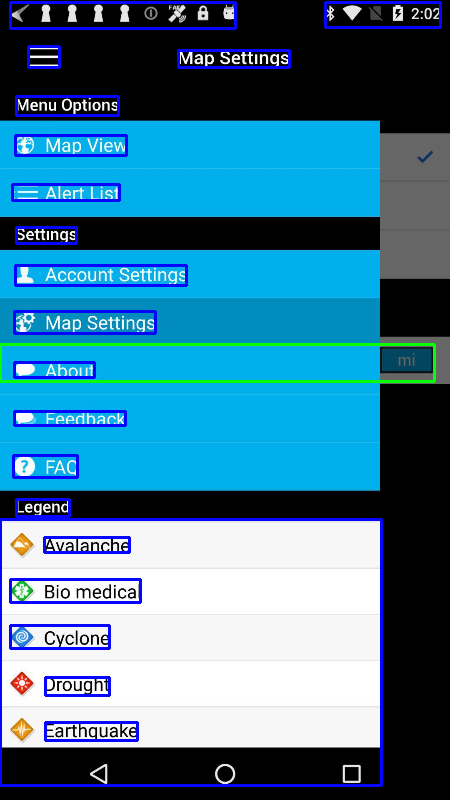 2:02
Map Settings
Menu Options
Map View
Alert List
Settings
Account Settings
Map Settings
About
mi
Feedback
FAQ
Legend
Avalanche
Bio medical
Cyclone
Drought
Earthquake